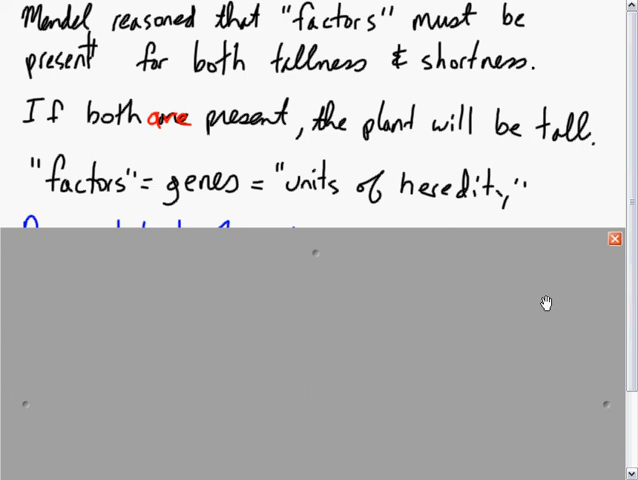 Mendel reasoned that "factors" must be
present for both tallness & shortness.
If both are present, the plant will be tall.
"factors" = genes = "units of heredity"